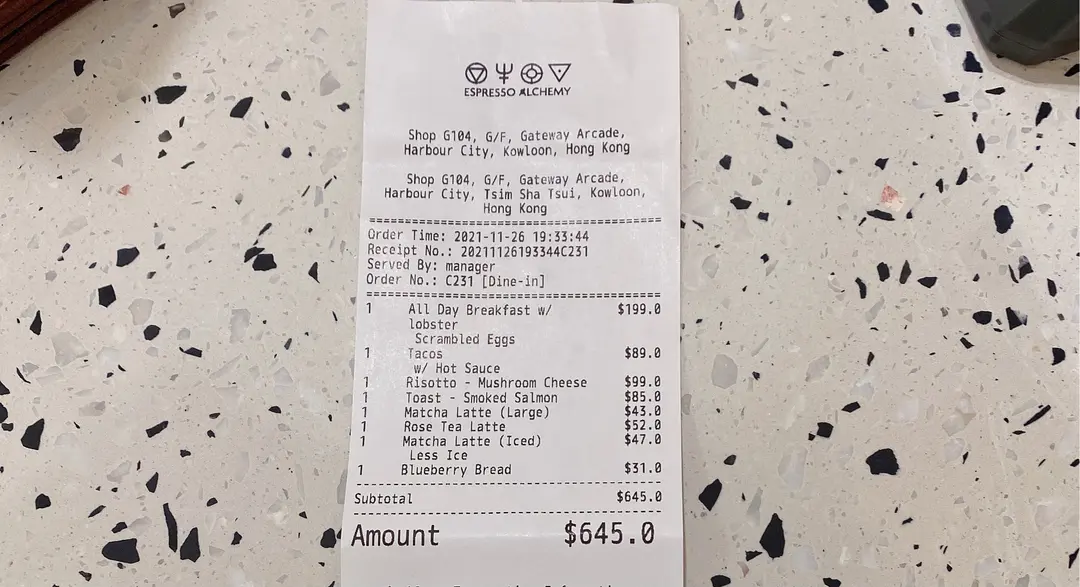 ESPRESSO ALCHEMY
Shop G104, G/F, Gateway Arcade,
Harbour City, Kowloon, Hong Kong
Shop G104, G/F, Gateway Arcade,
Harbour City, Tsim Sha Tsui, Kowloon,
Hong Kong
Order Time: 2021-11-26 19:33:44
Receipt No.: 20211126193344C231
Served By: manager
Order No.: C231 [Dine-in]
1 All Day Breakfast w/ $199.0
lobster
Scrambled Eggs
1 Tacos $89.0
w/ Hot Sauce
1 Risotto - Mushroom Cheese $99.0
1 Toast - Smoked Salmon $85.0
1 Matcha Latte (Large) $43.0
1 Rose Tea Latte $52.0
1 Matcha Latte (Iced) $47.0
Less Ice
1 Blueberry Bread $31.0
Subtotal $645.0
Amount $645.0